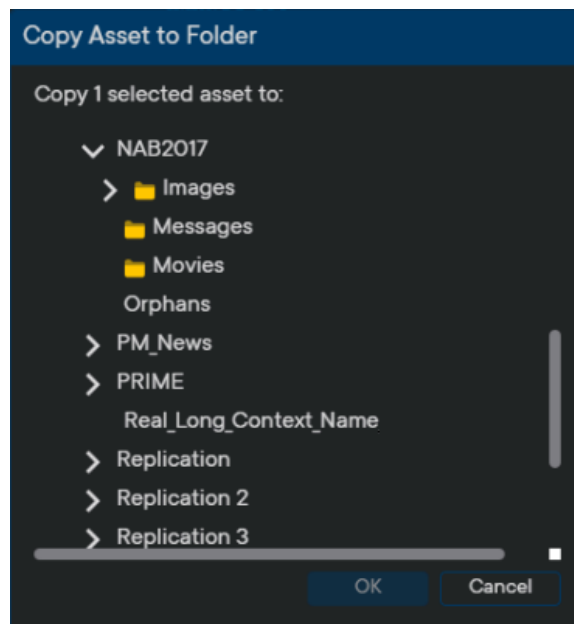 Copy Asset to Folder
Copy 1 selected asset to:
NAB2017
Images
Messages
Movies
Orphans
PM_News
PRIME
Real_Long_Context_Name
Replication
Replication 2
Replication 3
OK Cancel